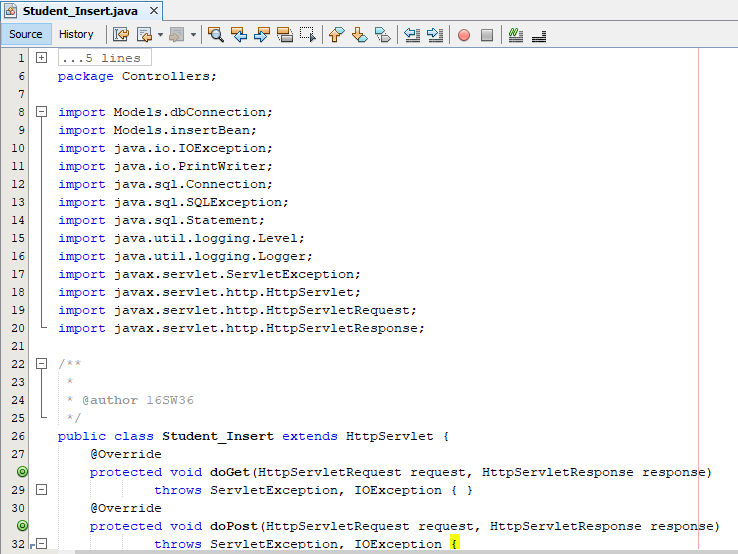 Student_Insert.java
Source History
1 ...5 lines
6 package Controllers;
7
8 import Models.dbConnection;
9 import Models.insertBean;
10 import java.io.IOException;
11 import java.io.PrintWriter;
12 import java.sql.Connection;
13 import java.sql.SQLException;
14 import java.sql.Statement;
15 import java.util.logging.Level;
16 import java.util.logging.Logger;
17 import javax.servlet.ServletException;
18 import javax.servlet.http.HttpServlet;
19 import javax.servlet.http.HttpServletRequest;
20 import javax.servlet.http.HttpServletResponse;
21
22 /**
23 *
24 * @author 16SW36
25 */
26 public class Student_Insert extends HttpServlet {
27 @Override
protected void doGet(HttpServletRequest request, HttpServletResponse response)
29 throws ServletException, IOException { }
30 @Override
protected void doPost(HttpServletRequest request, HttpServletResponse response)
32 throws ServletException, IOException {